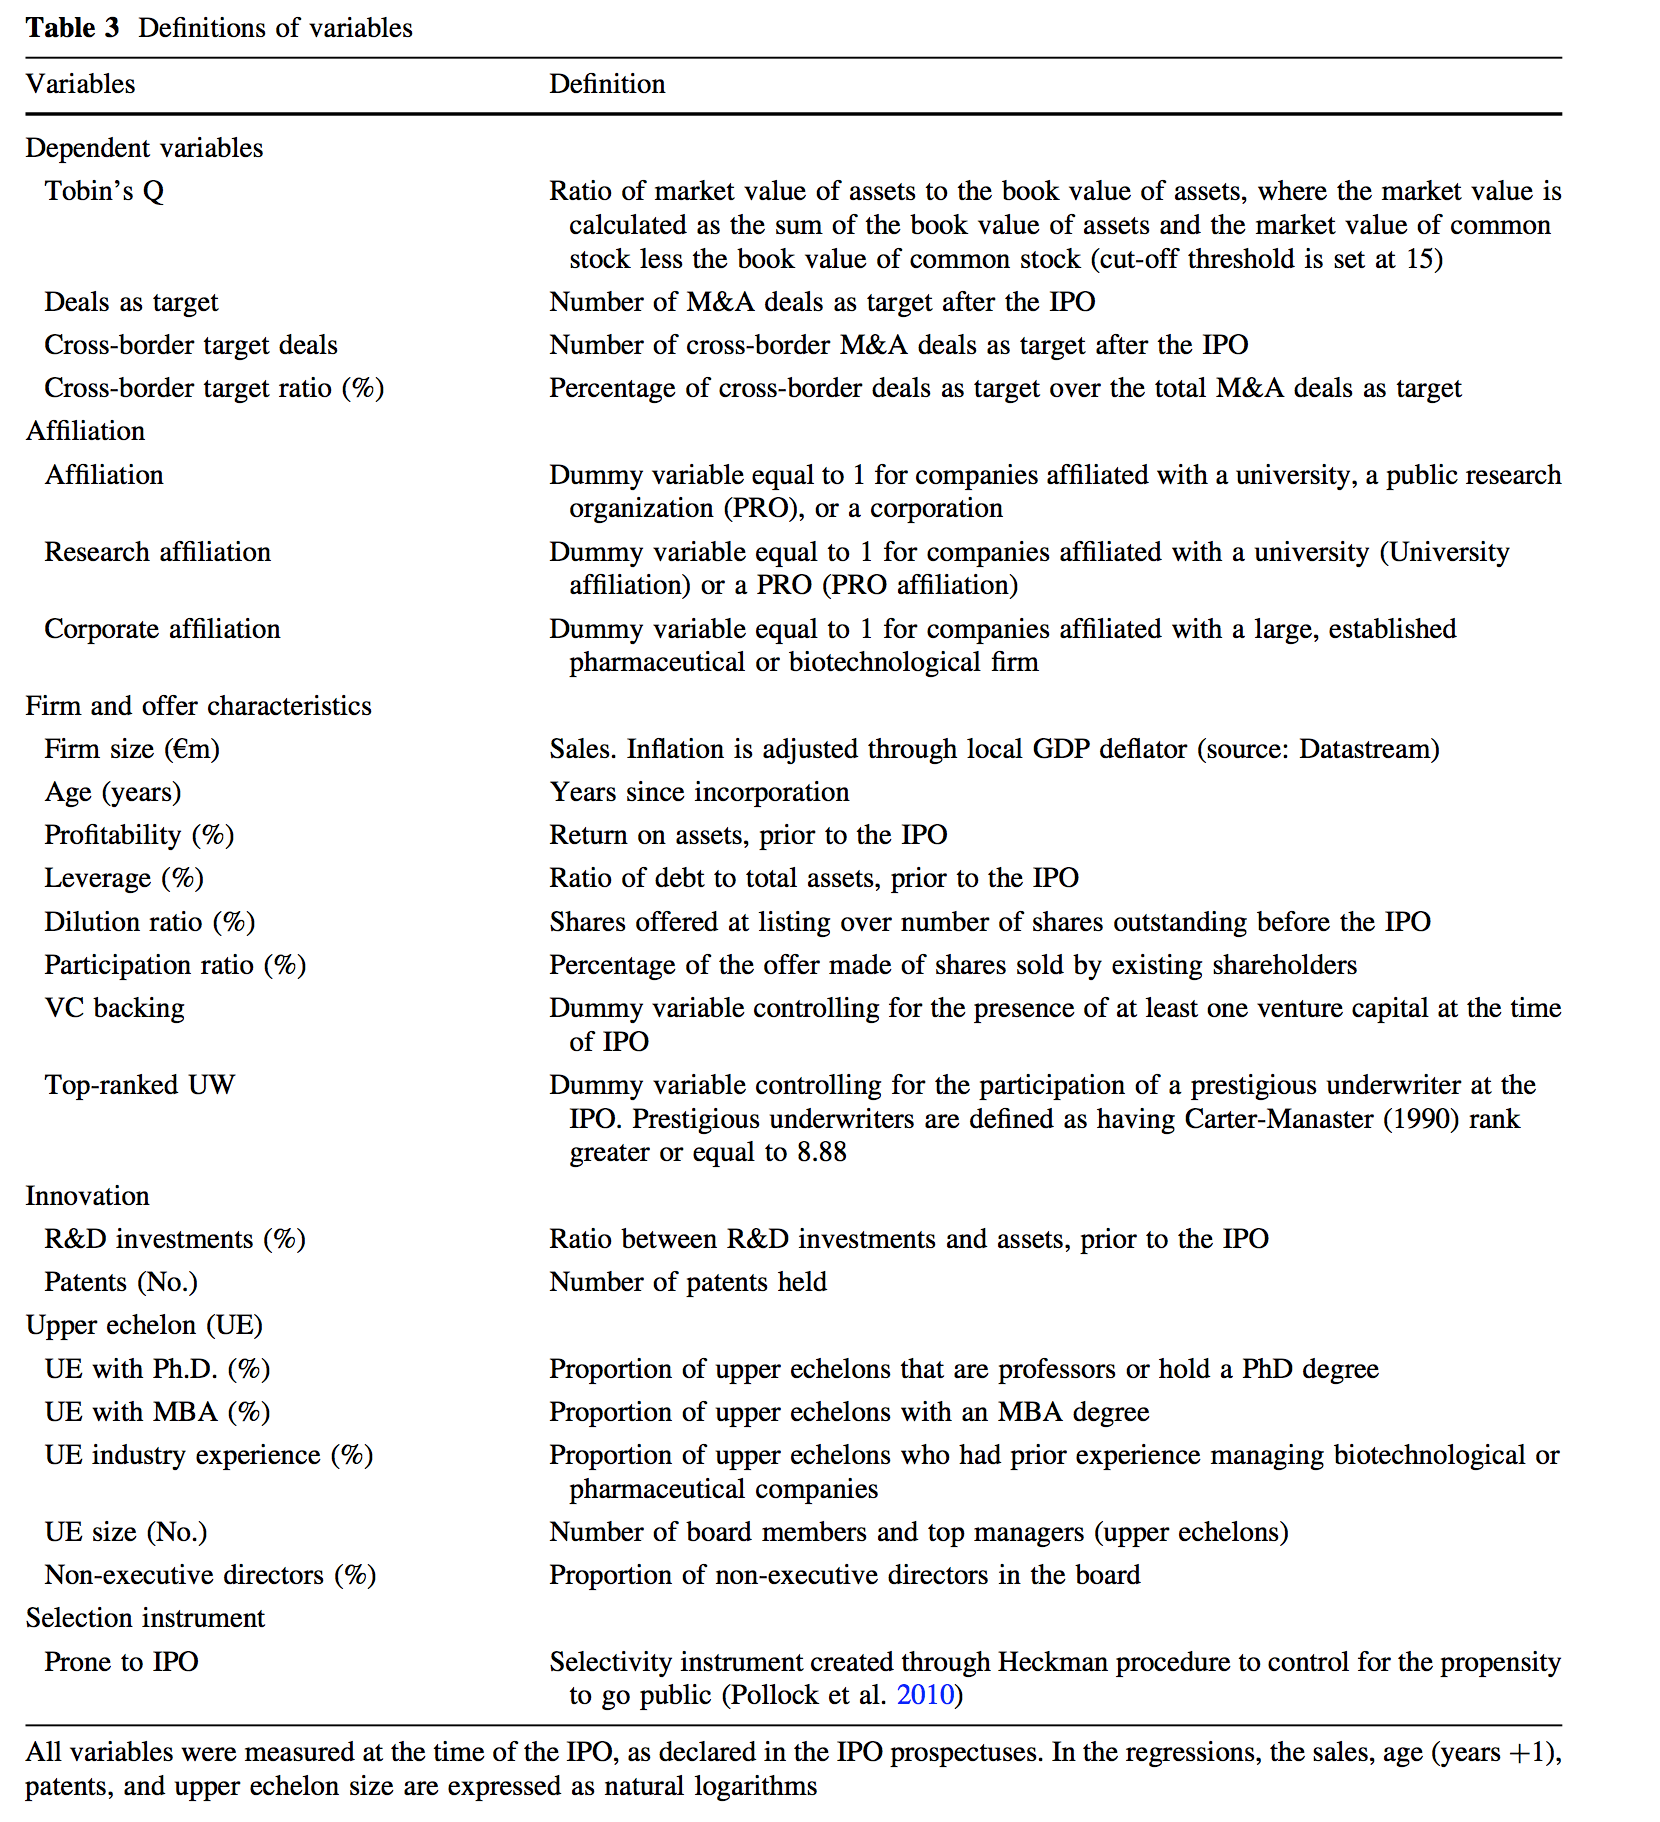 Table 3 Definitions of variables
Variables Definition
Dependent variables
Tobin’s Q Ratio of market value of assets to the book value of assets, where the market value is
calculated as the sum of the book value of assets and the market value of common
stock less the book value of common stock (cut-off threshold is set at 15)
Deals as target Number of M&A deals as target after the IPO
Cross-border target deals Number of cross-border M&A deals as target after the IPO
Cross-border target ratio (%) Percentage of cross-border deals as target over the total M&A deals as target
Affiliation
Affiliation Dummy variable equal to 1 for companies affiliated with a university, a public research
organization (PRO), or a corporation
Research affiliation Dummy variable equal to 1 for companies affiliated with a university (University
affiliation) or a PRO (PRO affiliation)
Corporate affiliation Dummy variable equal to 1 for companies affiliated with a large, established
pharmaceutical or biotechnological firm
Firm and offer characteristics
Firm size (€m) Sales. Inflation is adjusted through local GDP deflator (source: Datastream)
Age (years) Years since incorporation
Profitability (%) Return on assets, prior to the IPO
Leverage (%) Ratio of debt to total assets, prior to the IPO
Dilution ratio (%) Shares offered at listing over number of shares outstanding before the IPO
Participation ratio (%) Percentage of the offer made of shares sold by existing shareholders
VC backing Dummy variable controlling for the presence of at least one venture capital at the time
of IPO
Top-ranked UW Dummy variable controlling for the participation of a prestigious underwriter at the
IPO. Prestigious underwriters are defined as having Carter-Manaster (1990) rank
greater or equal to 8.88
Innovation
R&D investments (%) Ratio between R&D investments and assets, prior to the IPO
Patents (No.) Number of patents held
Upper echelon (UE)
UE with Ph.D. (%) Proportion of upper echelons that are professors or hold a PhD degree
UE with MBA (%) Proportion of upper echelons with an MBA degree
UE industry experience (%) Proportion of upper echelons who had prior experience managing biotechnological or
pharmaceutical companies
UE size (No.) Number of board members and top managers (upper echelons)
Non-executive directors (%) Proportion of non-executive directors in the board
Selection instrument
Prone to IPO Selectivity instrument created through Heckman procedure to control for the propensity
to go public (Pollock et al. 2010)
All variables were measured at the time of the IPO, as declared in the IPO prospectuses. In the regressions, the sales, age (years +1),
patents, and upper echelon size are expressed as natural logarithms